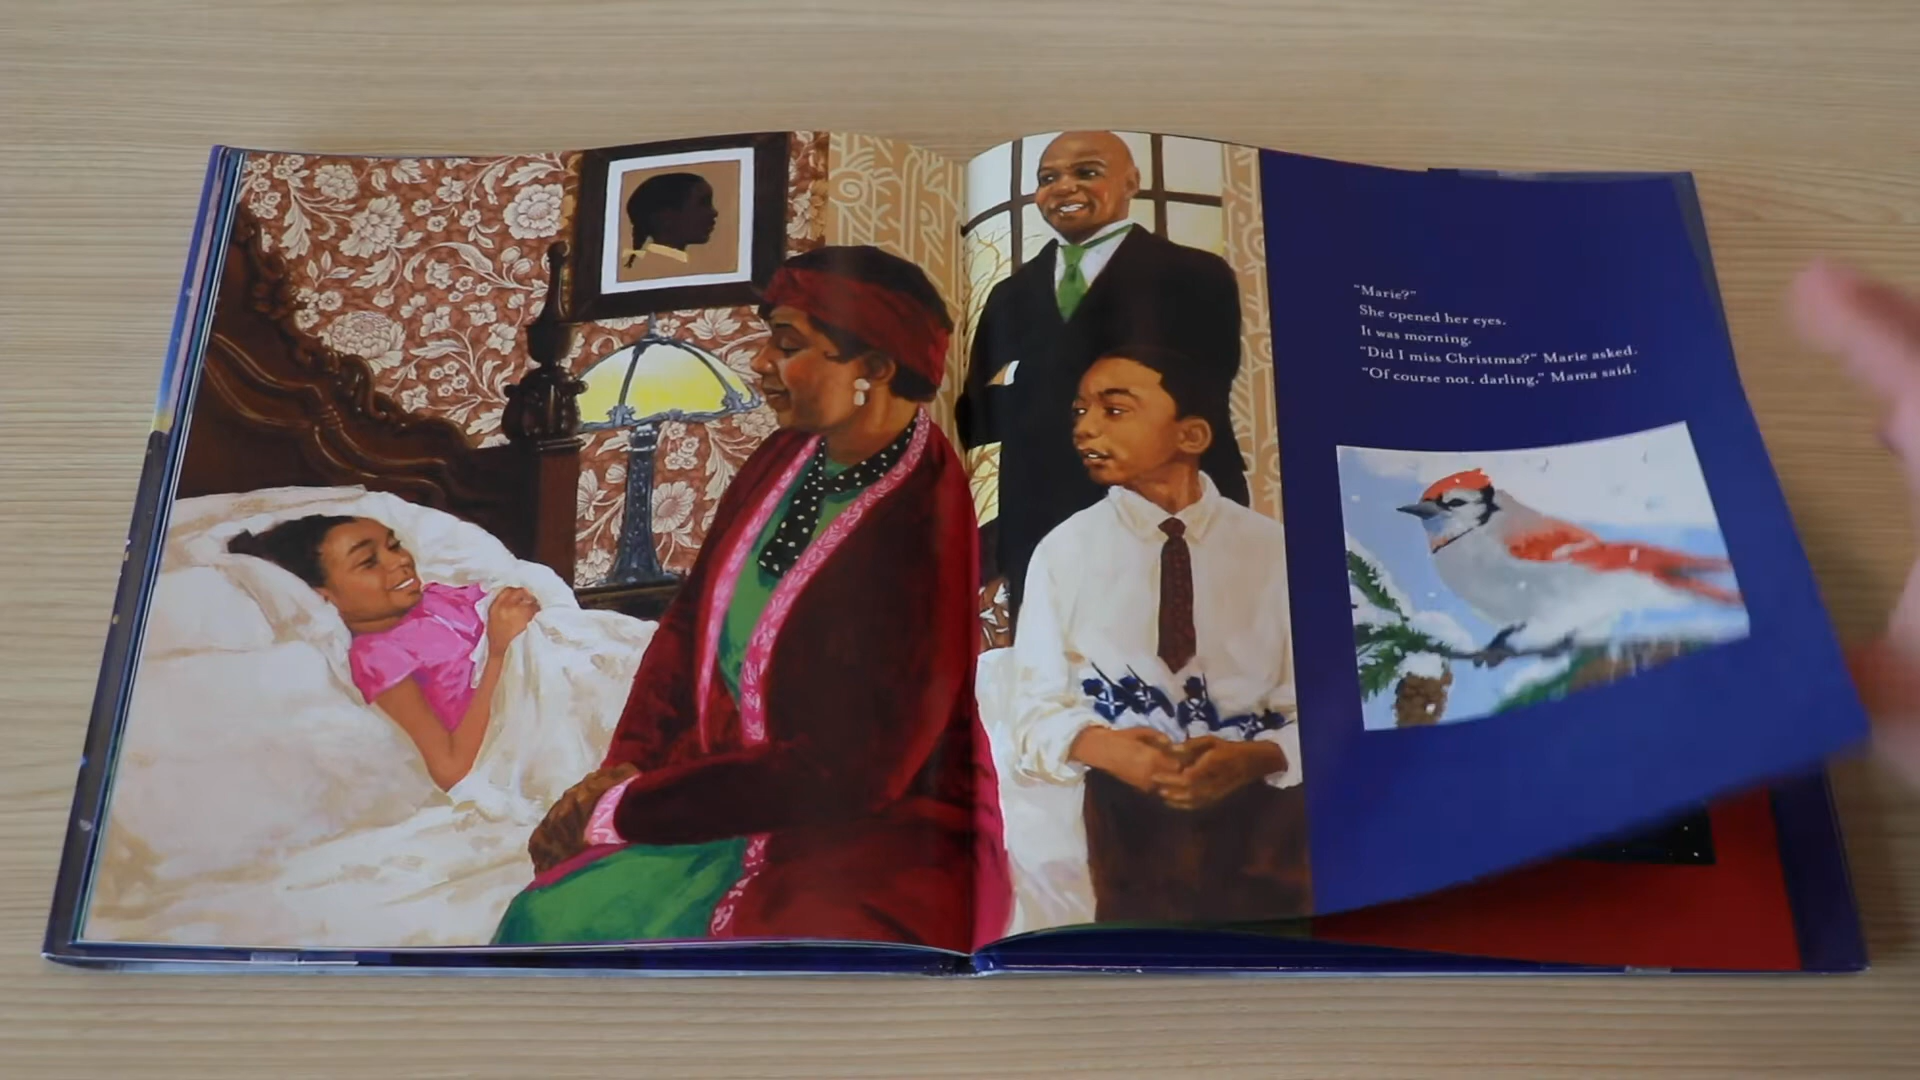 "Marie?"
She opened her eyes.
It was morning.
"Did I miss Christmas?" Marie asked.
"Of course not, darling," Mama said.